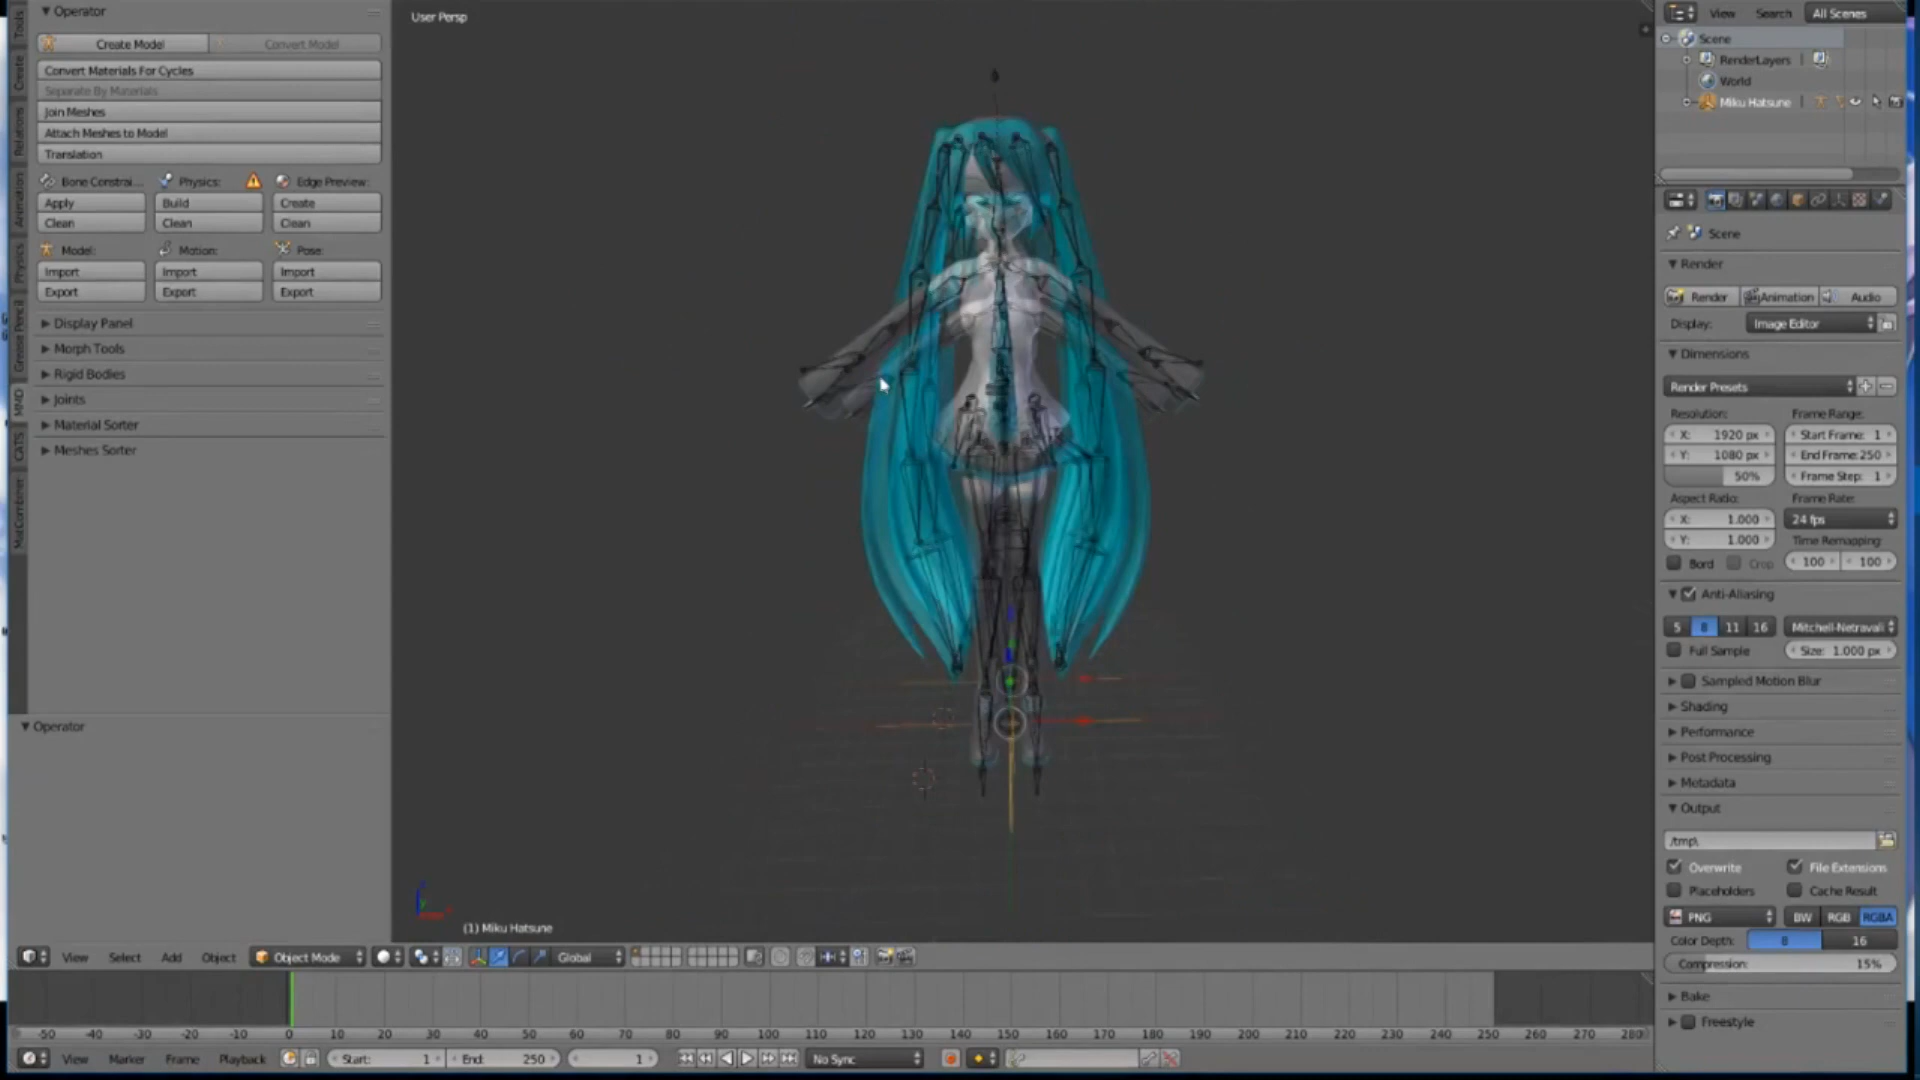 Operator
Create Model
Convert Model
Convert Materials For Cycles
Separate By Materials
Join Meshes
Attach Meshes to Model
Translation
Bone Constrai...
Physics:
Edge Preview:
Apply
Build
Create
Clean
Clean
Clean
Model:
Motion:
Pose:
Import
Import
Import
Export
Export
Export
Display Panel
Morph Tools
Rigid Bodies
Joints
Material Sorter
Meshes Sorter
Tools
Create
Relations
Animation
Physics
Grease Pencil
MMD
CATS
MatCombiner
Operator
User Persp
(1) Miku Hatsune
View Select Add Object Object Mode Global
-50 -40 -30 -20 -10 0 10 20 30 40 50 60 70 80 90 100 110 120 130 140 150 160 170 180 190 200 210 220 230 240 250 260 270 280
View Marker Frame Playback Start: 1 End: 250 1 No Sync
View Search All Scenes
Scene
RenderLayers
World
Miku Hatsune
Scene
Render
Render Animation Audio
Display: Image Editor
Dimensions
Render Presets
Resolution: Frame Range:
X: 1920 px Start Frame: 1
Y: 1080 px End Frame:250
50% Frame Step: 1
Aspect Ratio: Frame Rate:
X: 1.000 24 fps
Y: 1.000 Time Remapping:
Bord Crop 100 100
Anti-Aliasing
5 8 11 16 Mitchell-Netravali
Full Sample Size: 1.000 px
Sampled Motion Blur
Shading
Performance
Post Processing
Metadata
Output
/tmp\
Overwrite File Extensions
Placeholders Cache Result
PNG BW RGB RGBA
Color Depth: 8 16
Compression: 15%
Bake
Freestyle